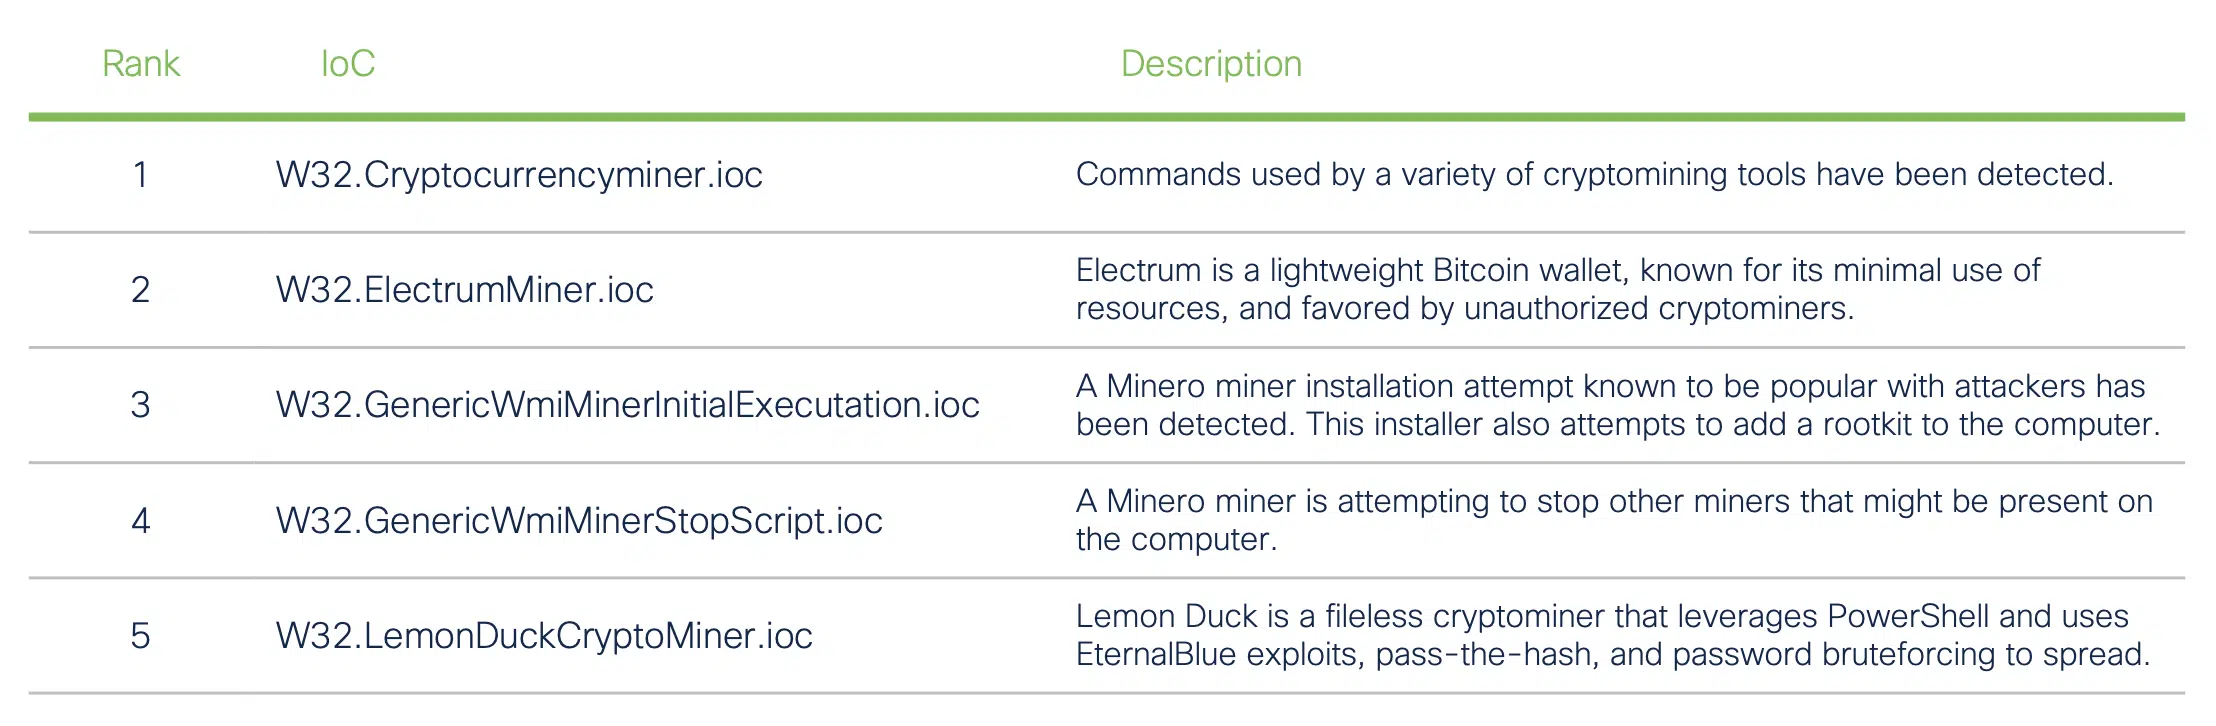 Rank IoC Description
1 W32.Cryptocurrencyminer.ioc Commands used by a variety of cryptomining tools have been detected.
2 W32.ElectrumMiner.ioc Electrum is a lightweight Bitcoin wallet, known for its minimal use of
resources, and favored by unauthorized cryptominers.
3 W32.GenericWmiMinerInitialExecutation.ioc A Minero miner installation attempt known to be popular with attackers has
been detected. This installer also attempts to add a rootkit to the computer.
4 W32.GenericWmiMinerStopScript.ioc A Minero miner is attempting to stop other miners that might be present on
the computer.
5 W32.LemonDuckCryptoMiner.ioc Lemon Duck is a fileless cryptominer that leverages PowerShell and uses
EternalBlue exploits, pass-the-hash, and password bruteforcing to spread.